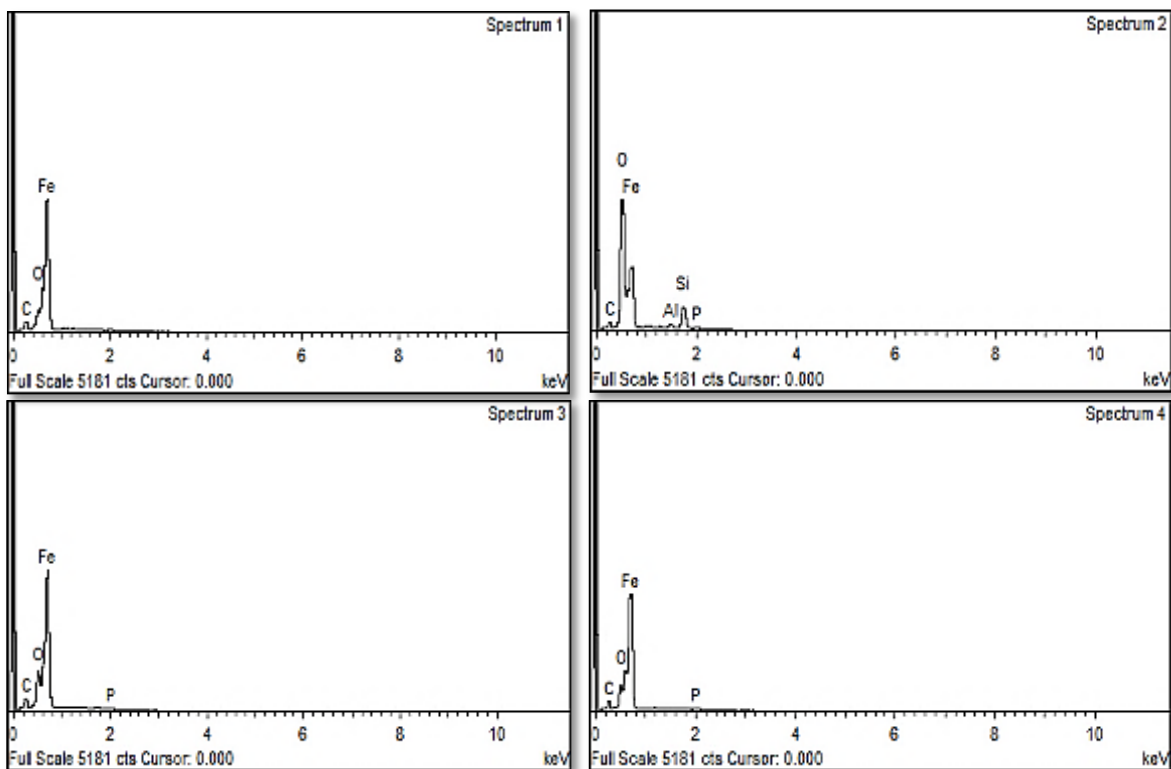 Spectrum 1
Fe
O
C
0 2 4 6 8 10
Full Scale 5181 cts Cursor: 0.000 keV
Spectrum 2
O
Fe
Si
C Al P
0 2 4 6 8 10
Full Scale 5181 cts Cursor: 0.000 keV
Spectrum 3
Fe
O
C P
0 2 4 6 8 10
Full Scale 5181 cts Cursor: 0.000 keV
Spectrum 4
Fe
O
C P
0 2 4 6 8 10
Full Scale 5181 cts Cursor: 0.000 keV